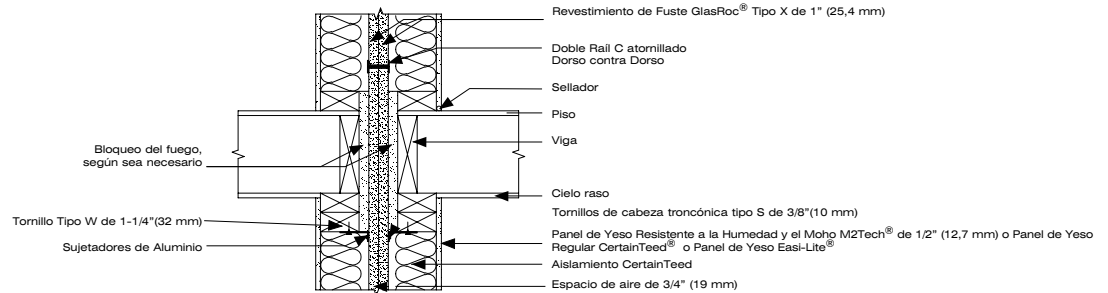 Revestimiento de Fuste GlasRoc® Tipo X de 1" (25,4 mm)
Doble Raíl C atornillado
Dorso contra Dorso
Sellador
Piso
Viga
Bloqueo del fuego,
según sea necesario
Cielo raso
Tornillos de cabeza troncónica tipo S de 3/8"(10 mm)
Tornillo Tipo W de 1-1/4"(32 mm)
Panel de Yeso Resistente a la Humedad y el Moho M2Tech® de 1/2" (12,7 mm) o Panel de Yeso
Regular CertainTeed® o Panel de Yeso Easi-Lite®
Sujetadores de Aluminio
Aislamiento CertainTeed
Espacio de aire de 3/4" (19 mm)